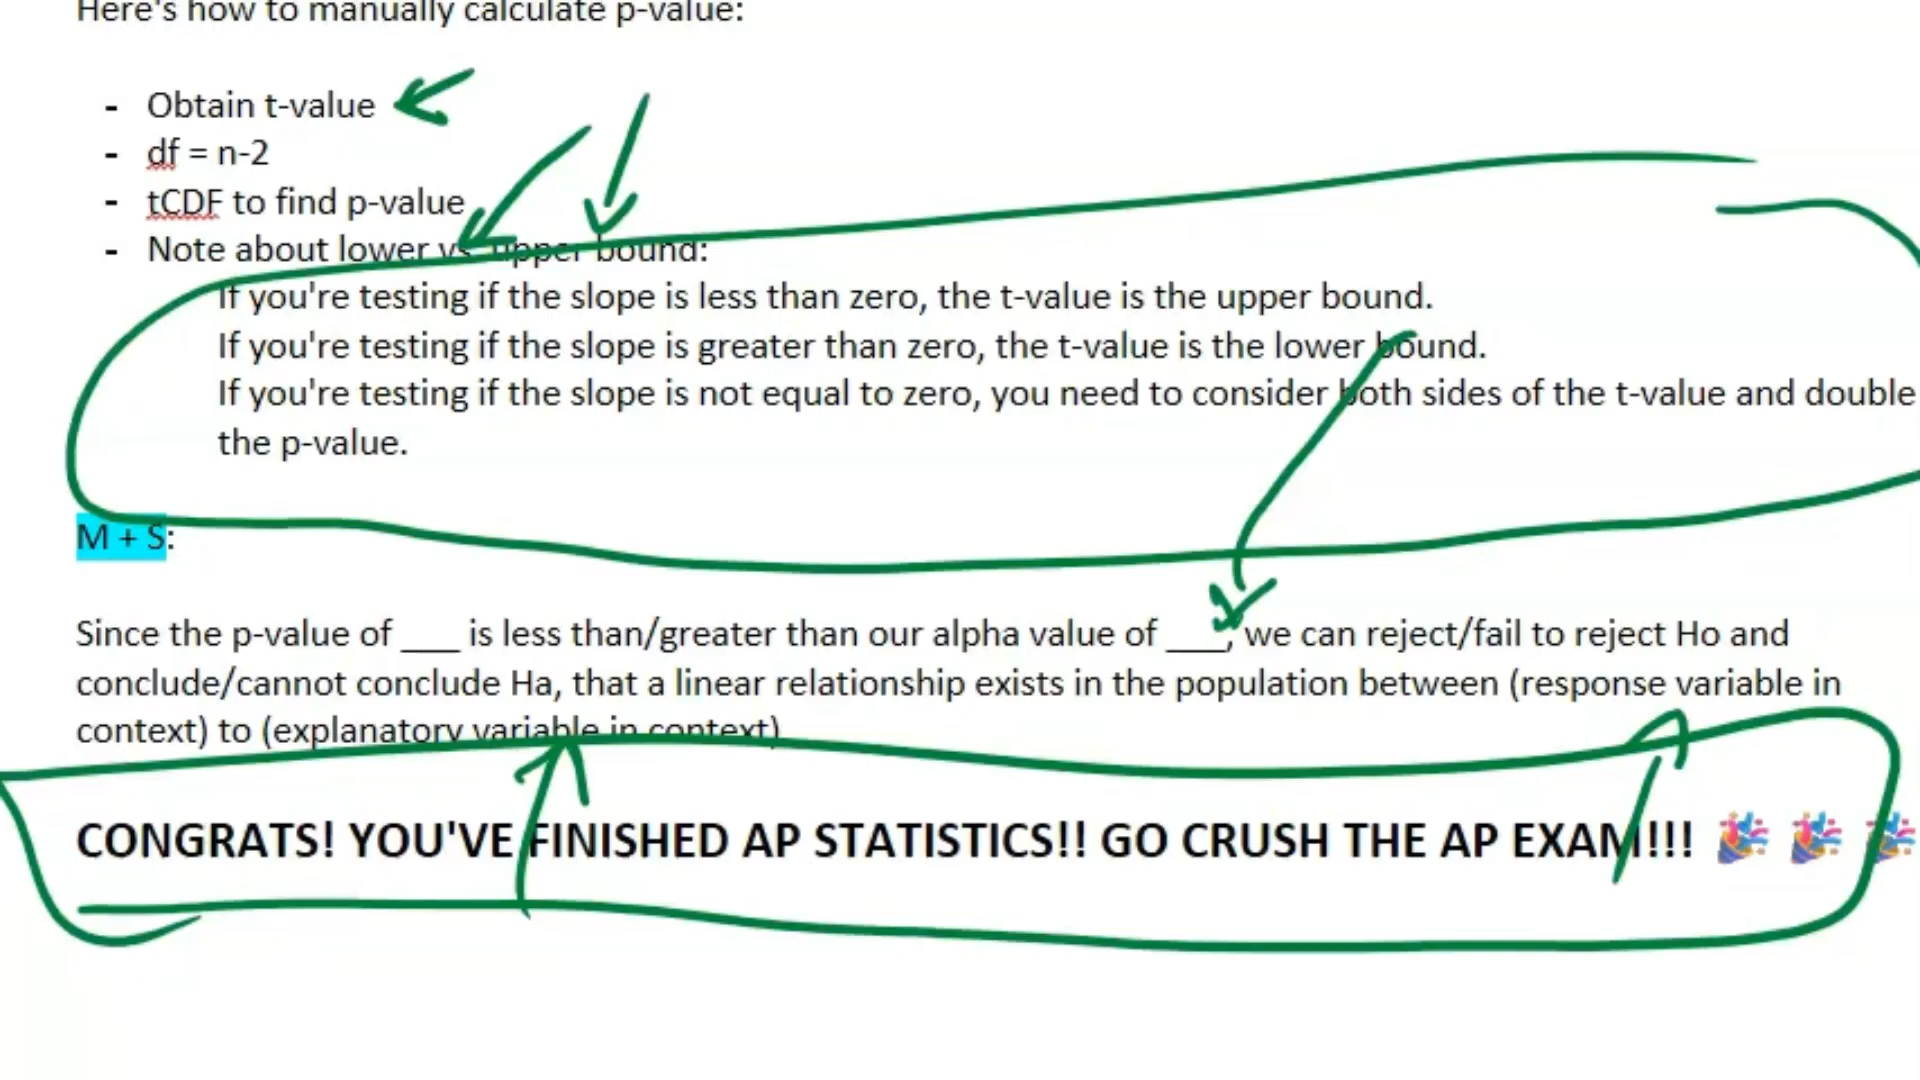 Here's how to manually calculate p-value:
- Obtain t-value
- df = n-2
- tCDF to find p-value
- Note about lower vs. upper bound:
If you're testing if the slope is less than zero, the t-value is the upper bound.
If you're testing if the slope is greater than zero, the t-value is the lower bound.
If you're testing if the slope is not equal to zero, you need to consider both sides of the t-value and double
the p-value.
M + S:
Since the p-value of ___ is less than/greater than our alpha value of ___, we can reject/fail to reject Ho and
conclude/cannot conclude Ha, that a linear relationship exists in the population between (response variable in
context) to (explanatory variable in context)
CONGRATS! YOU'VE FINISHED AP STATISTICS!! GO CRUSH THE AP EXAM!!! 🎉 🎉 🎉